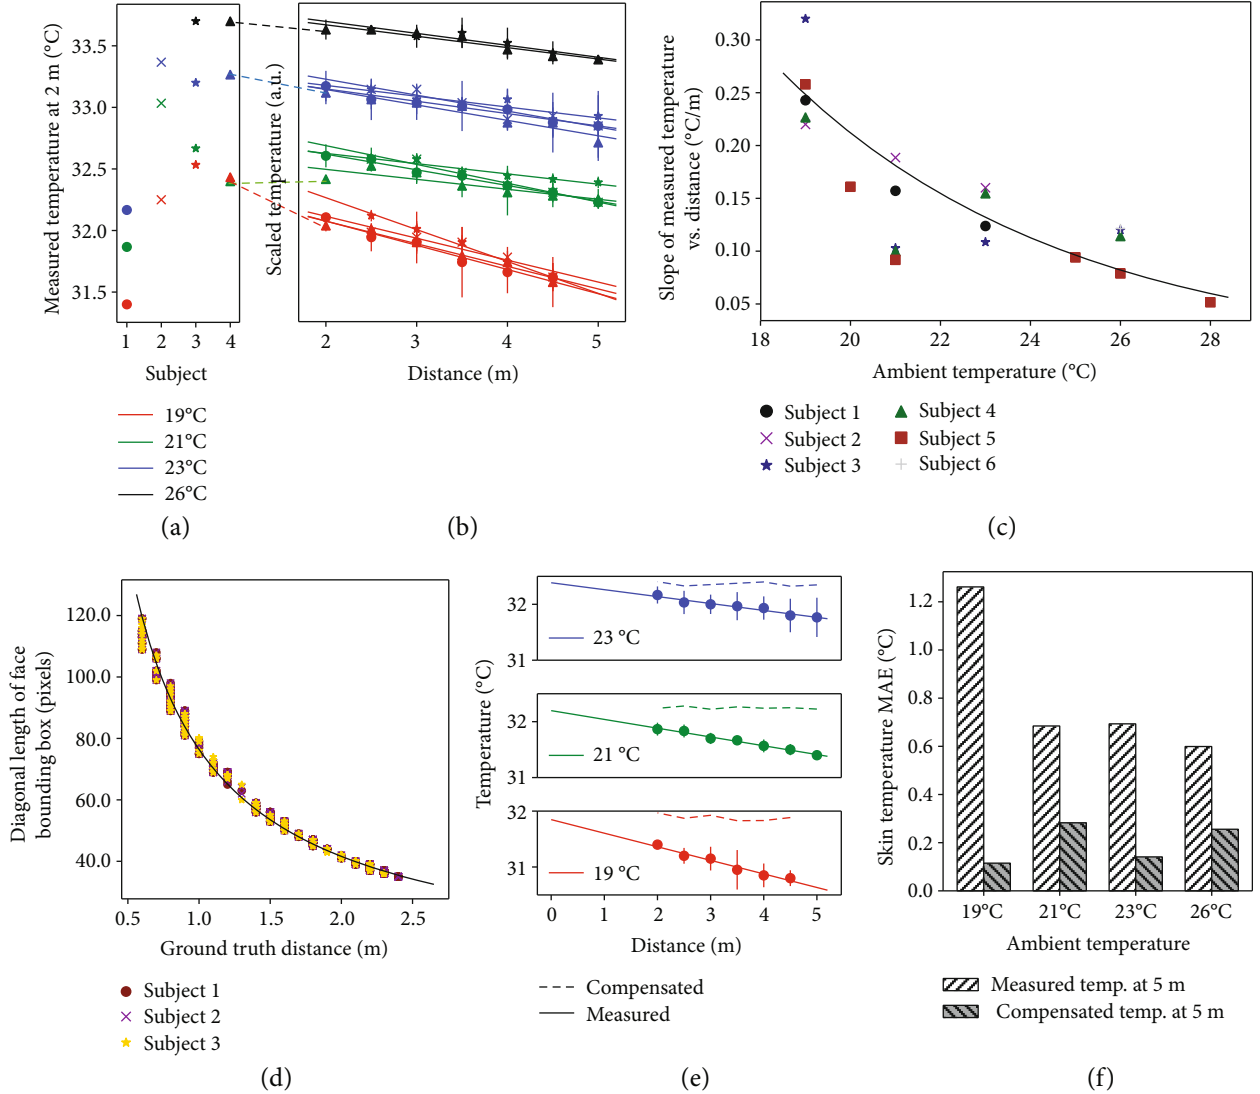 Measured temperature at 2 m (°C)
33.5
33.0
32.5
32.0
31.5
1
2
3
4
Subject
Scaled temperature (a.u.)
2
3
4
5
Distance (m)
19°C
21°C
23°C
26°C
(a)
(b)
Slope of measured temperature
vs. distance (°C/m)
0.30
0.25
0.20
0.15
0.10
0.05
18
20
22
24
26
28
Ambient temperature (°C)
Subject 1
Subject 2
Subject 3
Subject 4
Subject 5
Subject 6
(c)
Diagonal length of face
bounding box (pixels)
120.0
100.0
80.0
60.0
40.0
0.5
1.0
1.5
2.0
2.5
Ground truth distance (m)
Subject 1
Subject 2
Subject 3
(d)
Temperature (°C)
32
31
23 °C
32
31
21 °C
32
31
19 °C
0
1
2
3
4
5
Distance (m)
Compensated
Measured
(e)
Skin temperature MAE (°C)
1.2
1.0
0.8
0.6
0.4
0.2
0.0
19°C
21°C
23°C
26°C
Ambient temperature
Measured temp. at 5 m
Compensated temp. at 5 m
(f)